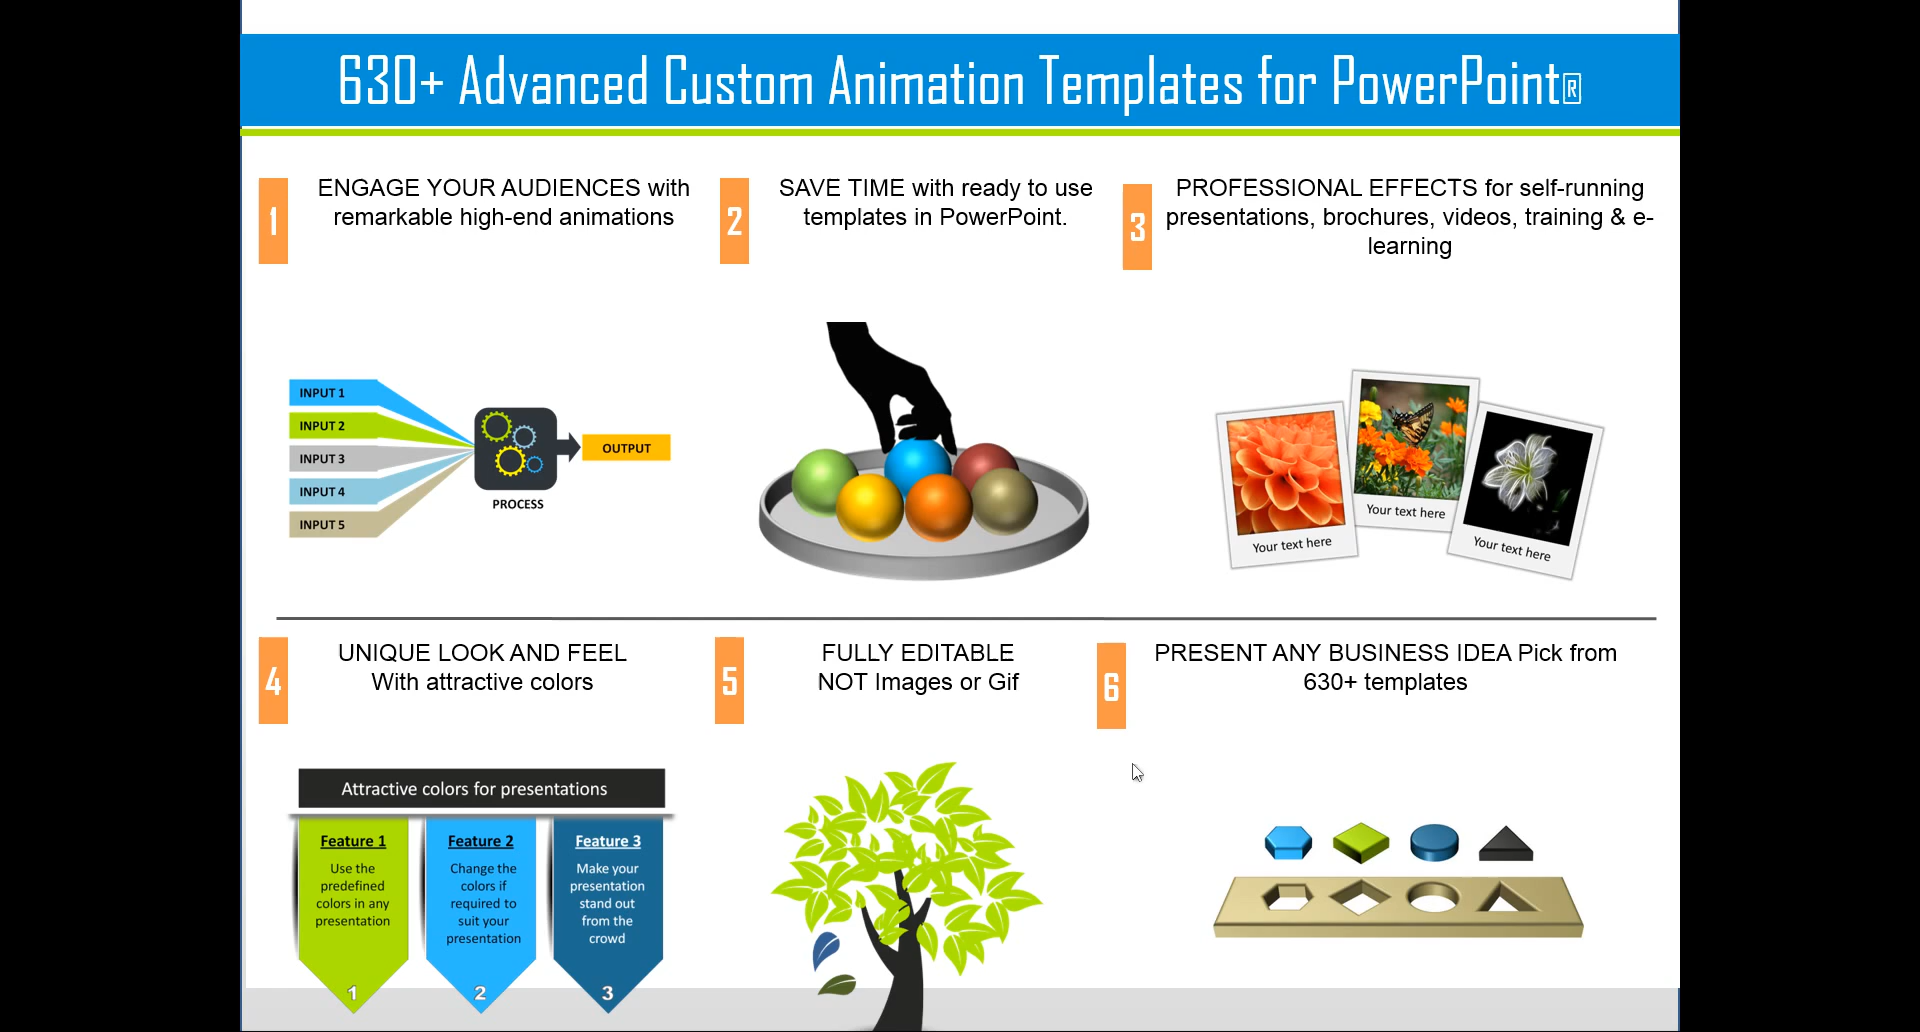 630+ Advanced Custom Animation Templates for PowerPoint®
1
ENGAGE YOUR AUDIENCES with
remarkable high-end animations
2
SAVE TIME with ready to use
templates in PowerPoint.
3
PROFESSIONAL EFFECTS for self-running
presentations, brochures, videos, training & e-
learning
INPUT 1
INPUT 2
INPUT 3
INPUT 4
INPUT 5
PROCESS
OUTPUT
Your text here
Your text here
Your text here
4
UNIQUE LOOK AND FEEL
With attractive colors
5
FULLY EDITABLE
NOT Images or Gif
6
PRESENT ANY BUSINESS IDEA Pick from
630+ templates
Attractive colors for presentations
Feature 1
Use the
predefined
colors in any
presentation
1
Feature 2
Change the
colors if
required to
suit your
presentation
2
Feature 3
Make your
presentation
stand out
from the
crowd
3